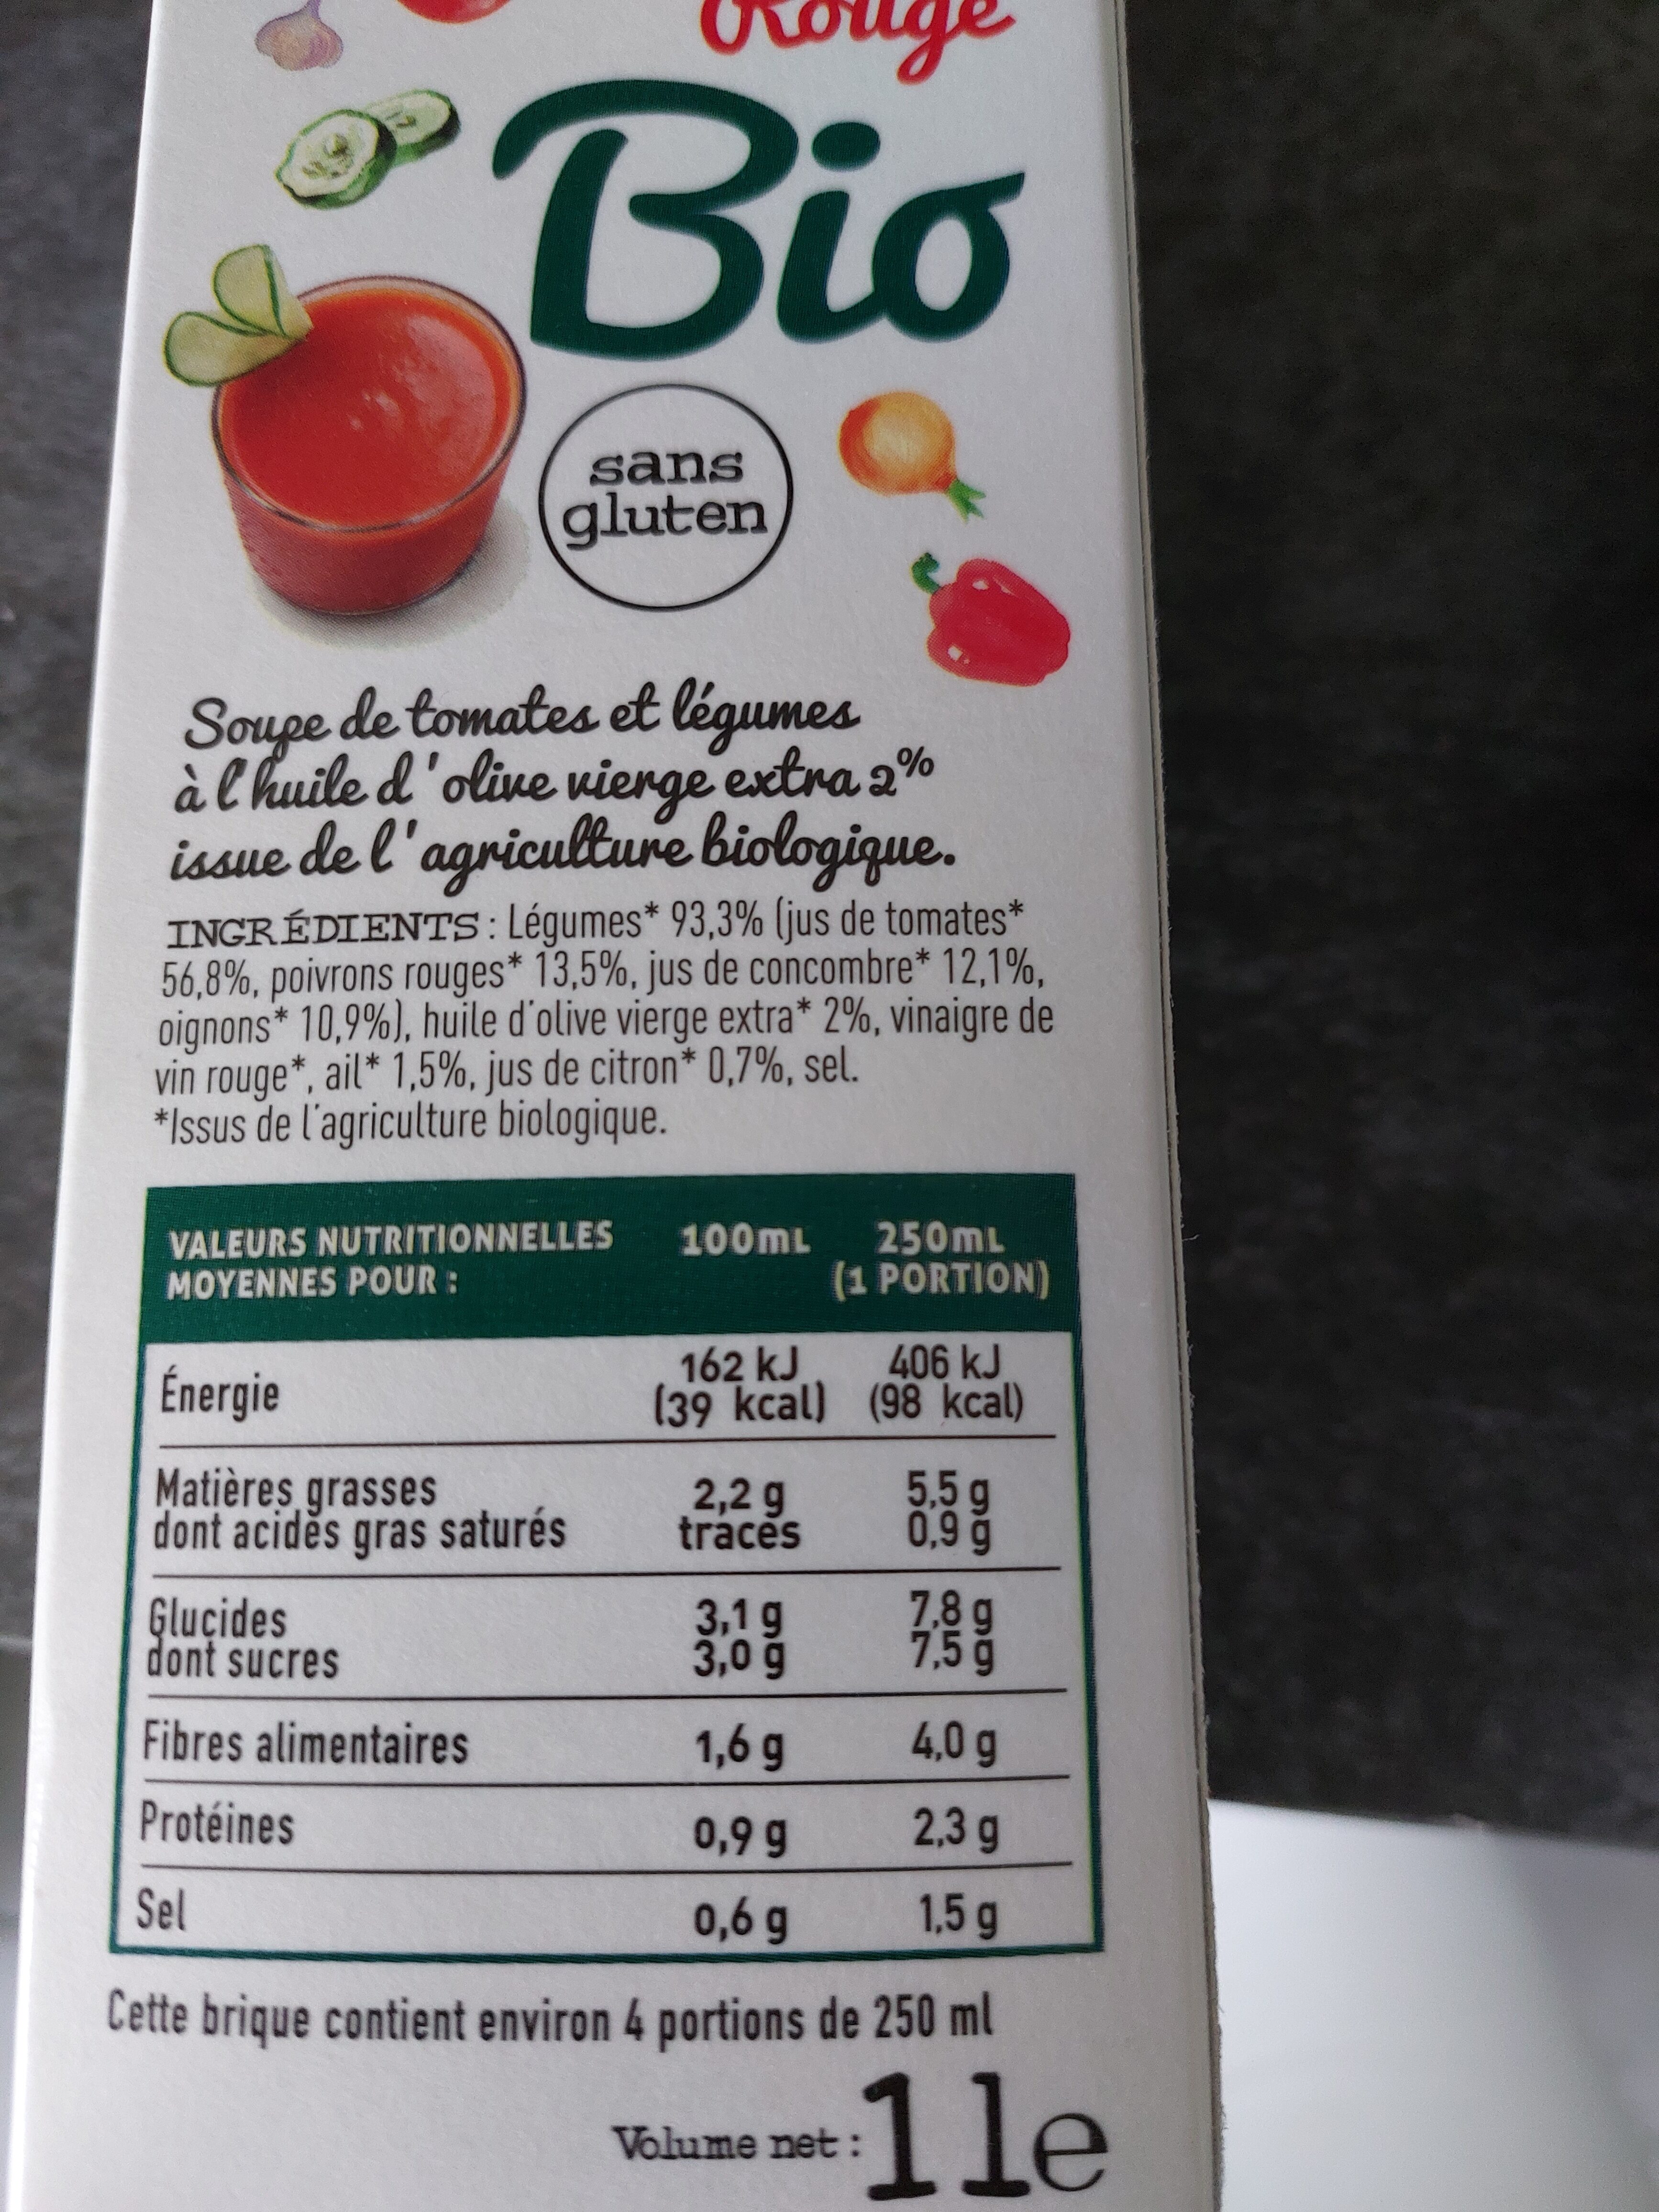 Rouge
Bio
sans
gluten
Soupe de tomates et légumes
à l'huile d'olive vierge extra 2%
issue de l'agriculture biologique.
INGRÉDIENTS : Légumes* 93,3% (jus de tomates*
56,8%, poivrons rouges* 13,5%, jus de concombre* 12,1%,
oignons* 10,9%), huile d'olive vierge extra* 2%, vinaigre de
vin rouge*, ail* 1,5%, jus de citron* 0,7%, sel.
*Issus de l'agriculture biologique.
VALEURS NUTRITIONNELLES 100mL 250mL
MOYENNES POUR : (1 PORTION)
162 kJ 406 kJ
Énergie (39 kcal) (98 kcal)
Matières grasses 2,2 g 5,5 g
dont acides gras saturés traces 0,9 g
Glucides 3,1 g 7,8 g
dont sucres 3,0 g 7,5 g
Fibres alimentaires 1,6 g 4,0 g
Protéines 0,9 g 2,3 g
Sel 0,6 g 1,5 g
Cette brique contient environ 4 portions de 250 ml
Volume net : 1 l e